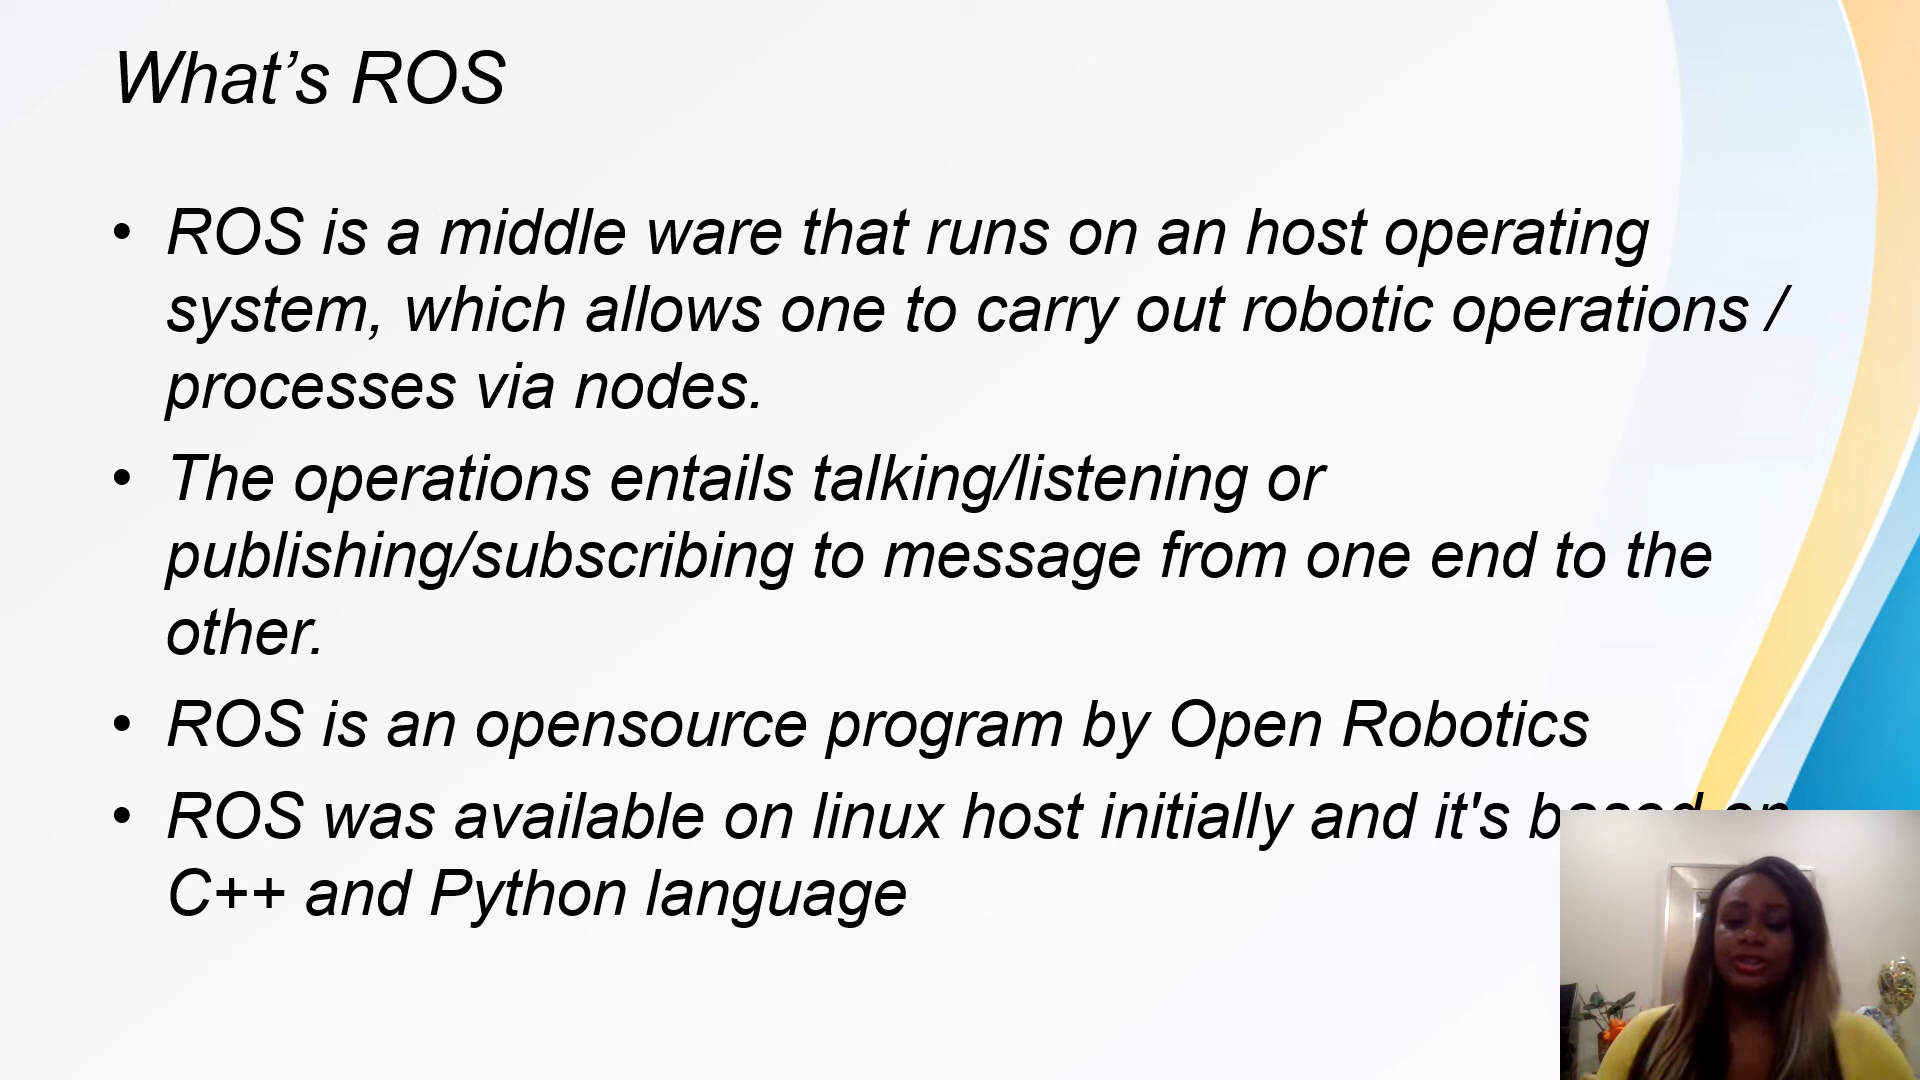 What’s ROS
• ROS is a middle ware that runs on an host operating
system, which allows one to carry out robotic operations /
processes via nodes.
• The operations entails talking/listening or
publishing/subscribing to message from one end to the
other.
• ROS is an opensource program by Open Robotics
• ROS was available on linux host initially and it's based on
C++ and Python language